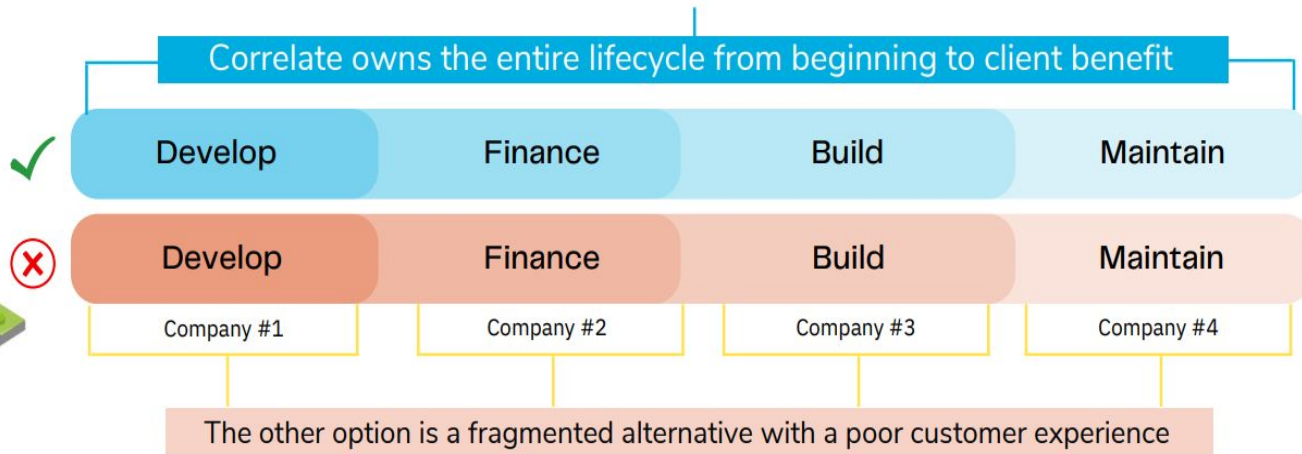 Correlate owns the entire lifecycle from beginning to client benefit
Develop Finance Build Maintain
Develop Finance Build Maintain
Company #1 Company #2 Company #3 Company #4
The other option is a fragmented alternative with a poor customer experience